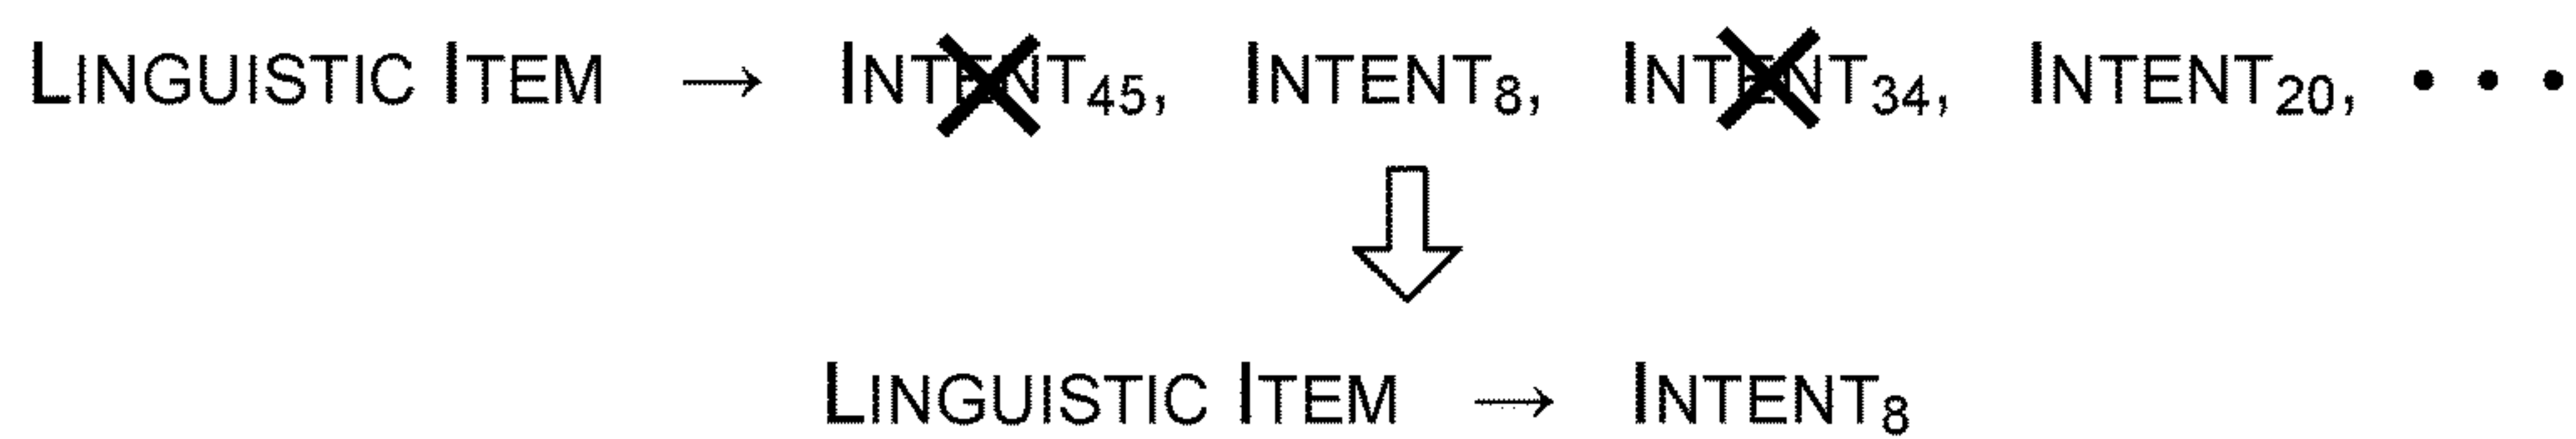 LINGUISTIC ITEM → INTENT45, INTENT8, INTENT34, INTENT20, • • •
LINGUISTIC ITEM → INTENT8